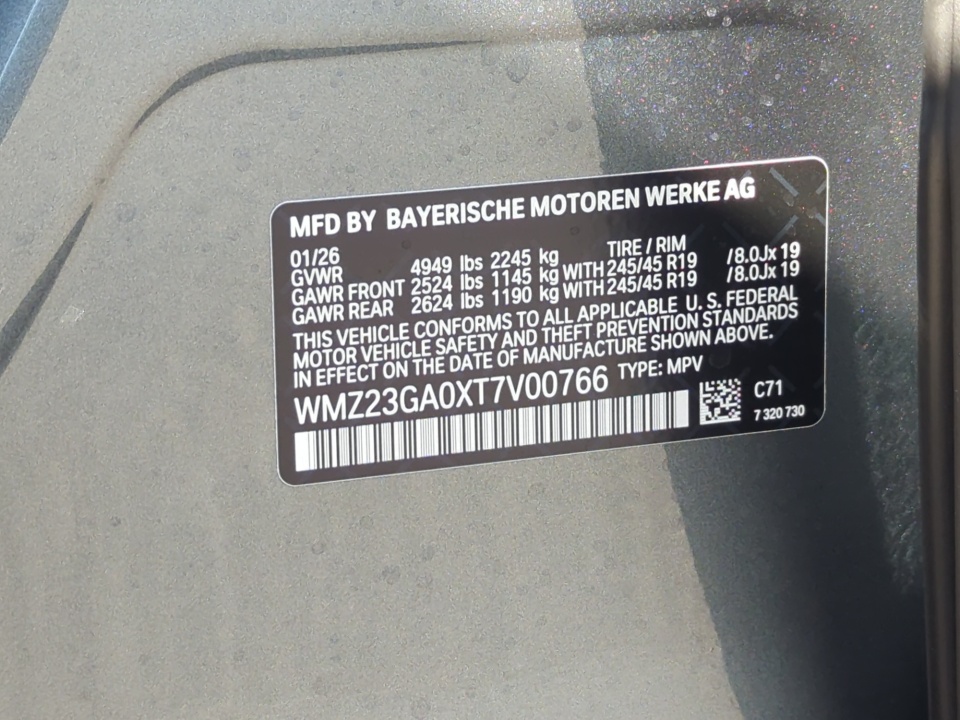 MFD BY BAYERISCHE MOTOREN WERKE AG
01/26 TIRE / RIM
GVWR 4949 lbs 2245 kg
GAWR FRONT 2524 lbs 1145 kg WITH 245/45 R19 /8.0Jx 19
GAWR REAR 2624 lbs 1190 kg WITH 245/45 R19 /8.0Jx 19
THIS VEHICLE CONFORMS TO ALL APPLICABLE U. S. FEDERAL
MOTOR VEHICLE SAFETY AND THEFT PREVENTION STANDARDS
IN EFFECT ON THE DATE OF MANUFACTURE SHOWN ABOVE.
WMZ23GA0XT7V00766 TYPE: MPV
C71
7 320 730